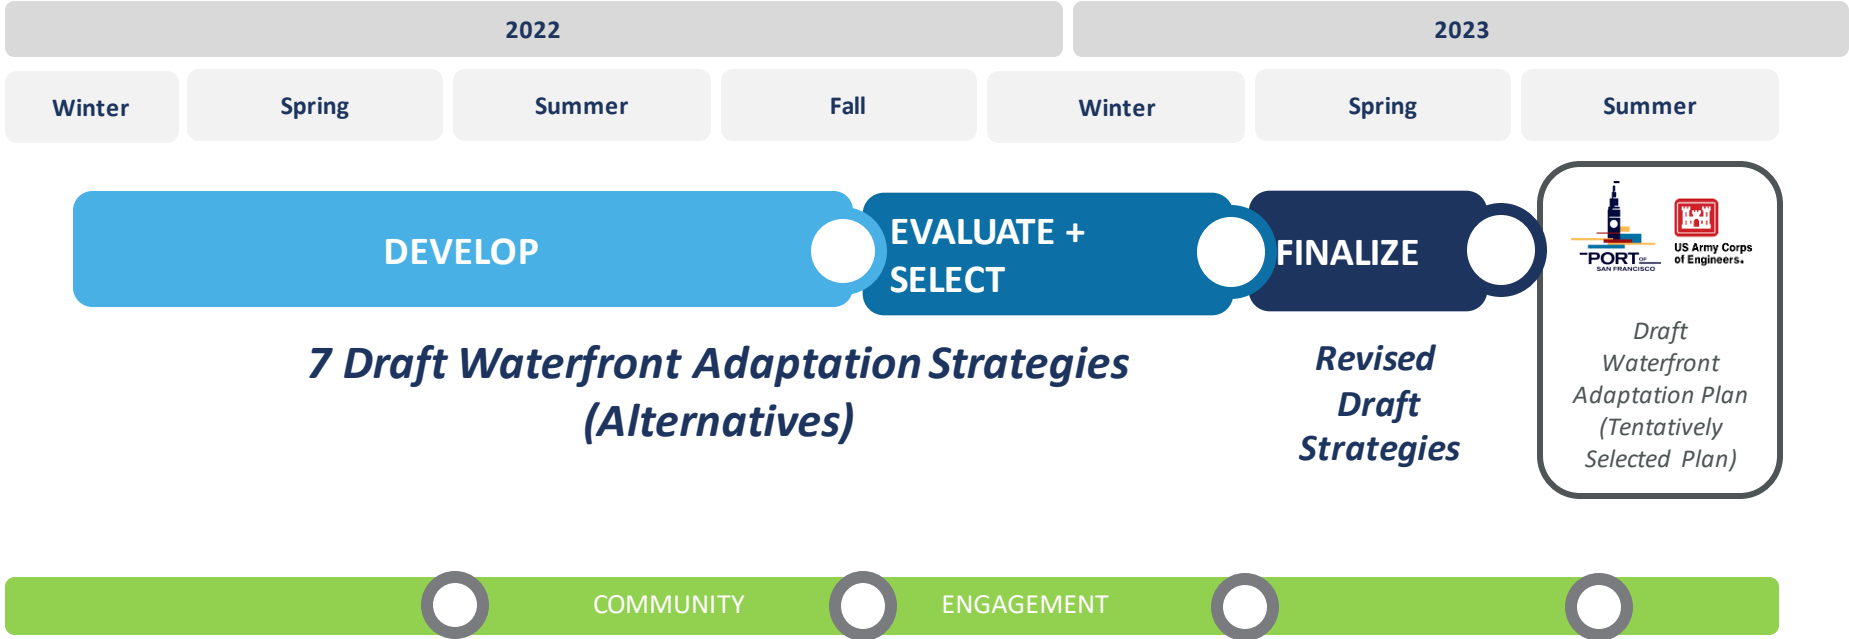 2022
2023
Winter
Spring
Summer
Fall
Winter
Spring
Summer
DEVELOP
EVALUATE +
SELECT
FINALIZE
PORT OF
SAN FRANCISCO
US Army Corps
of Engineers.
7 Draft Waterfront Adaptation Strategies
(Alternatives)
Revised
Draft
Strategies
Draft
Waterfront
Adaptation Plan
(Tentatively
Selected Plan)
COMMUNITY ENGAGEMENT